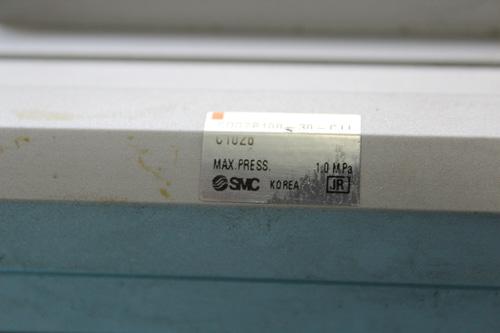 C1026
MAX.PRESS. 1.0 MPa
SMC KOREA JR